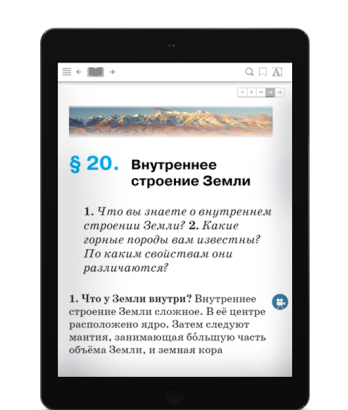 § 20. Внутреннее
строение Земли
1. Что вы знаете о внутреннем
строении Земли? 2. Какие
горные породы вам известны?
По каким свойствам они
различаются?
1. Что у Земли внутри? Внутреннее
строение Земли сложное. В её центре
расположено ядро. Затем следуют
мантия, занимающая бо́льшую часть
объёма Земли, и земная кора